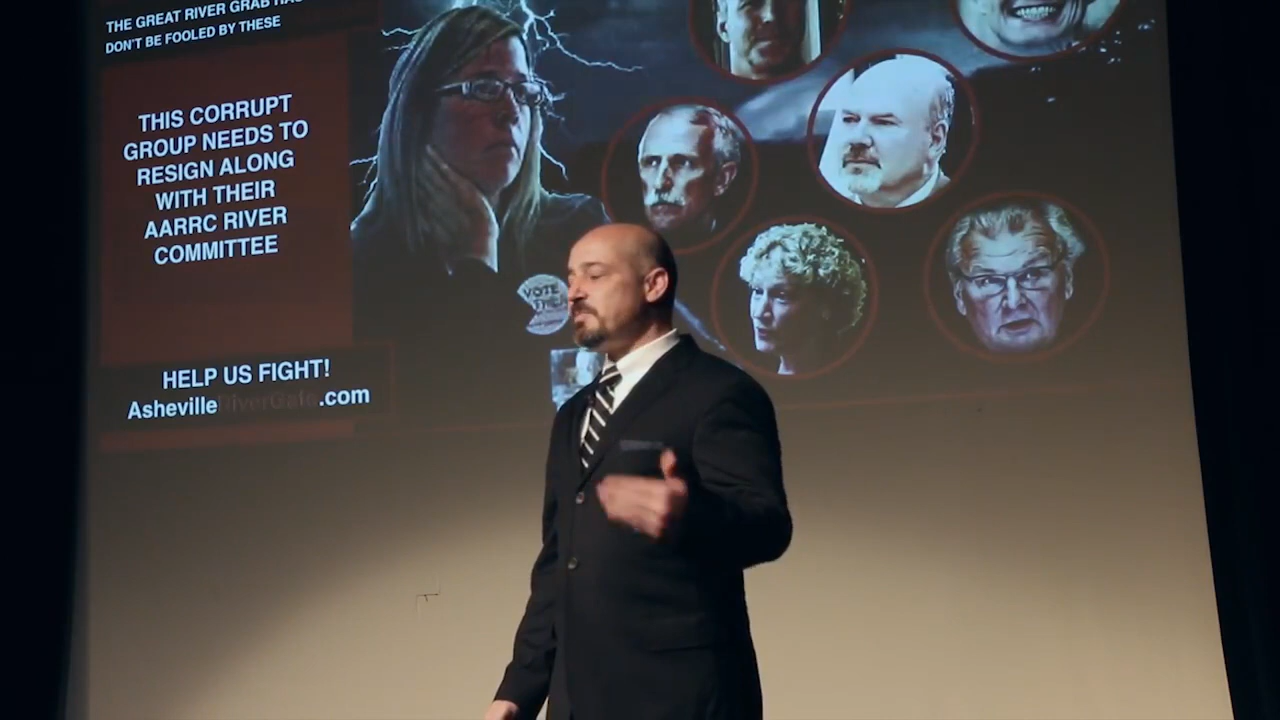 THE GREAT RIVER GRAB HAS
DON'T BE FOOLED BY THESE
THIS CORRUPT
GROUP NEEDS TO
RESIGN ALONG
WITH THEIR
AARRC RIVER
COMMITTEE
VOTE
HELP US FIGHT!
AshevilleRiverGate.com